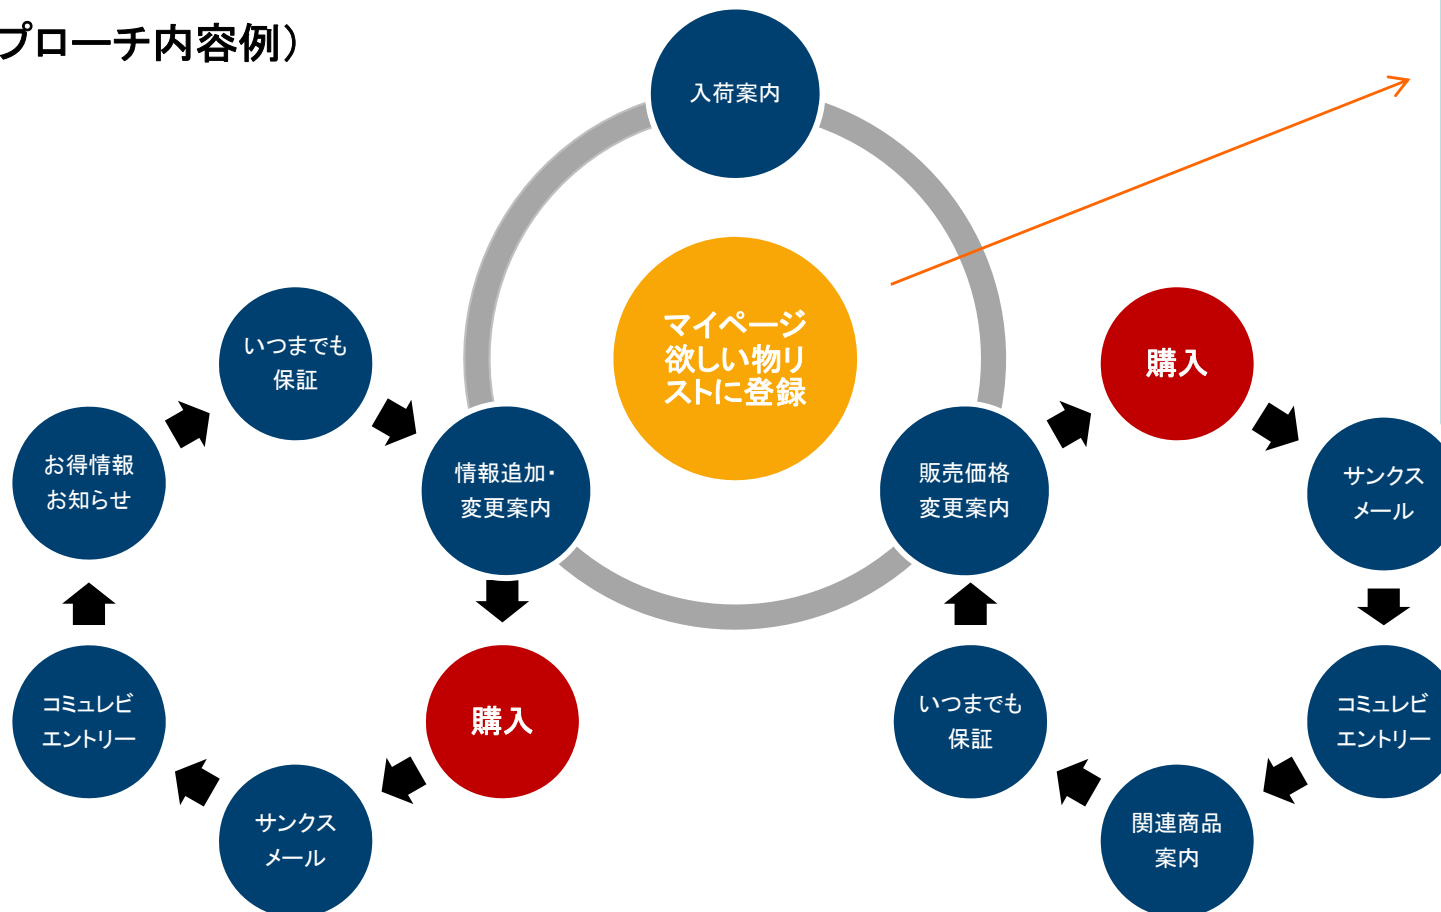 プローチ内容例）
入荷案内
マイページ
欲しい物リ
ストに登録
いつまでも
保証
購入
お得情報
お知らせ
情報追加・
変更案内
販売価格
変更案内
サンクス
メール
コミュレビ
エントリー
購入
いつまでも
保証
コミュレビ
エントリー
サンクス
メール
関連商品
案内